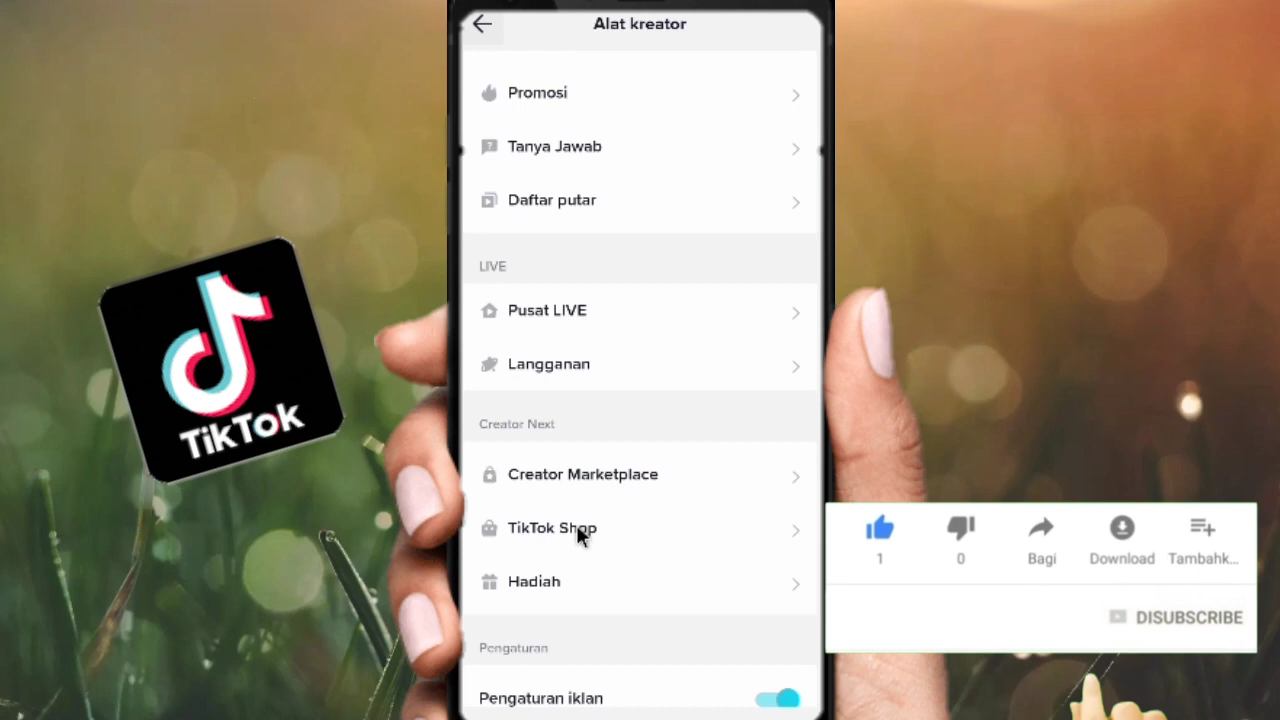 Alat kreator
Promosi
Tanya Jawab
Daftar putar
LIVE
Pusat LIVE
Langganan
Creator Next
Creator Marketplace
TikTok Shop
Hadiah
Pengaturan
Pengaturan iklan
TikTok
1 0 Bagi Download Tambahk...
DISUBSCRIBE